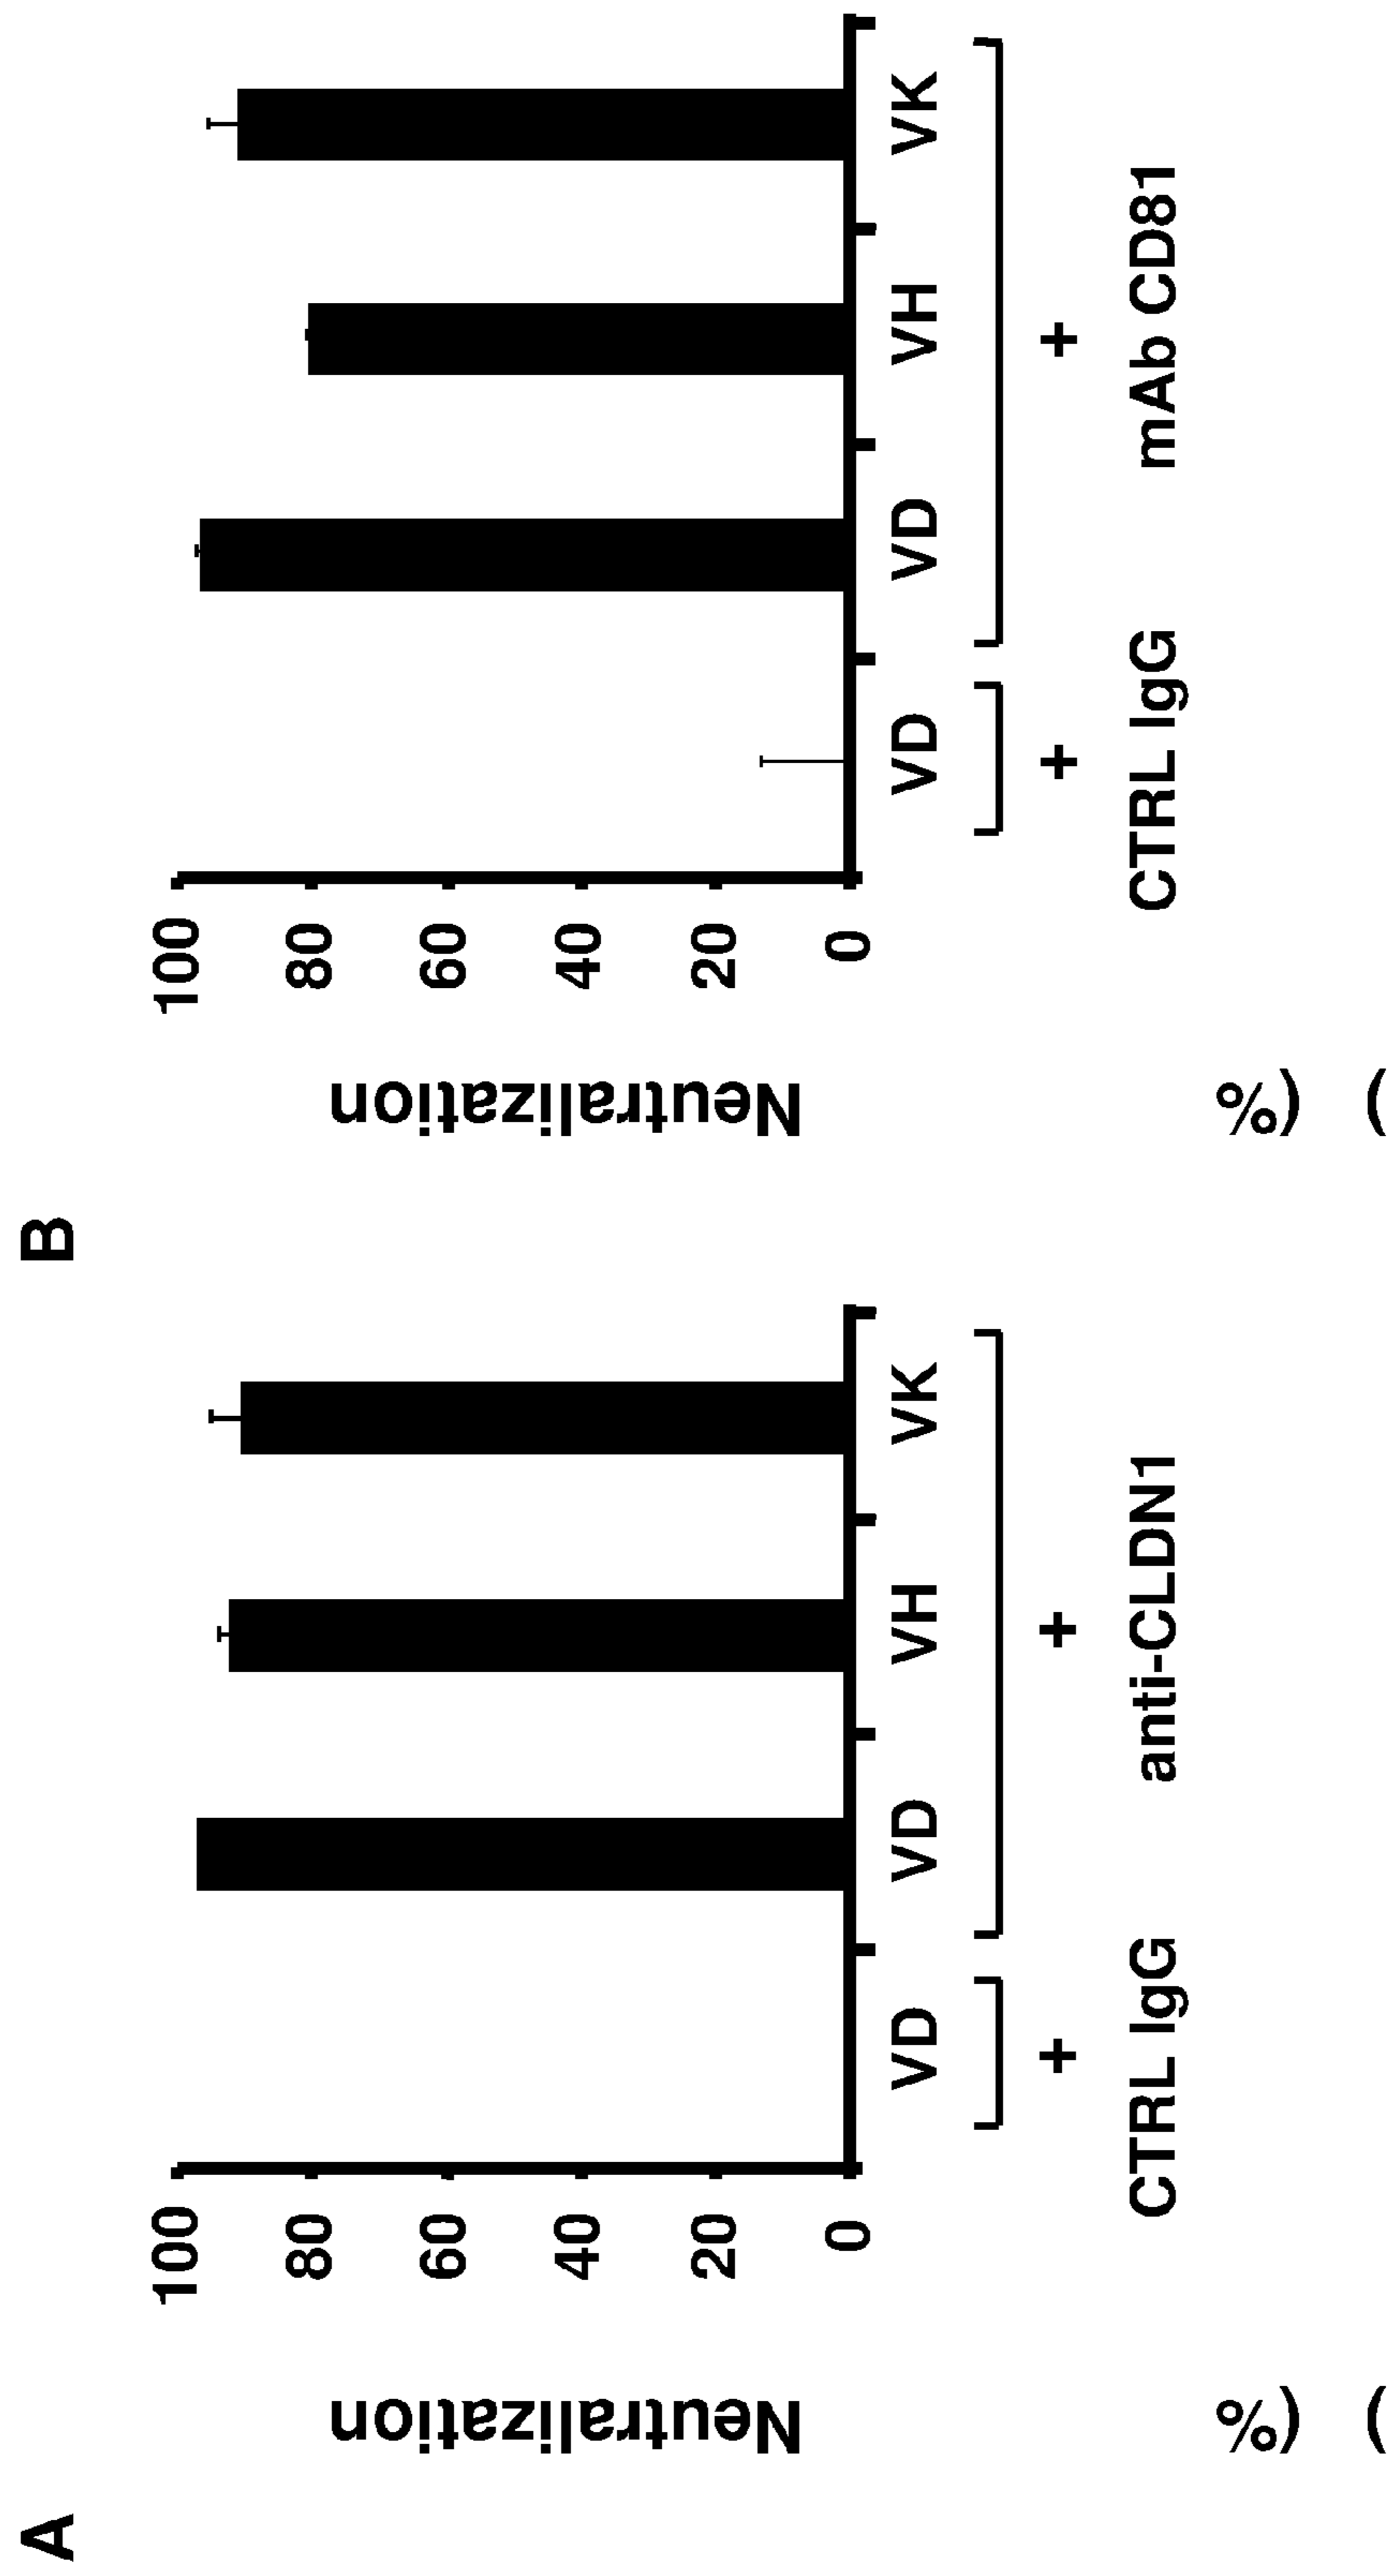 A
Neutralization
(%
)
100
80
60
40
20
0
VD VD VH VK
+ +
CTRL IgG anti-CLDN1
B
Neutralization
(%
)
100
80
60
40
20
0
VD VD VH VK
+ +
CTRL IgG mAb CD81